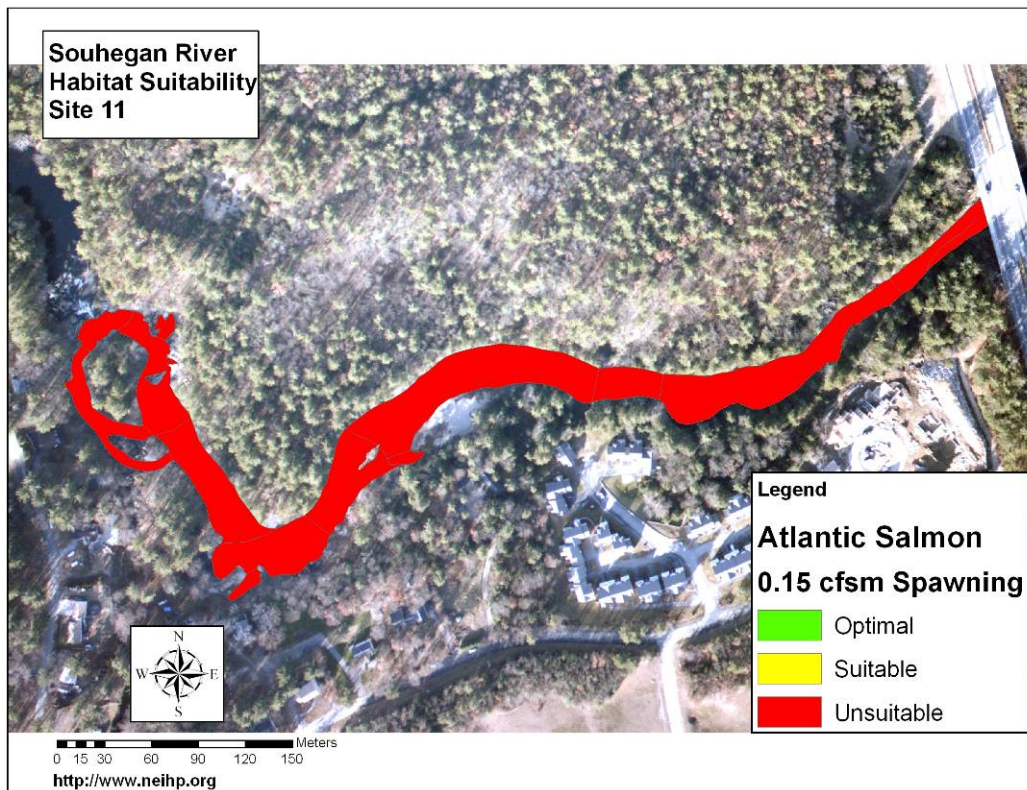 Souhegan River
Habitat Suitability
Site 11
Legend
Atlantic Salmon
0.15 cfsm Spawning
Optimal
Suitable
Unsuitable
N
W E
S
Meters
0 15 30 60 90 120 150
http://www.neihp.org